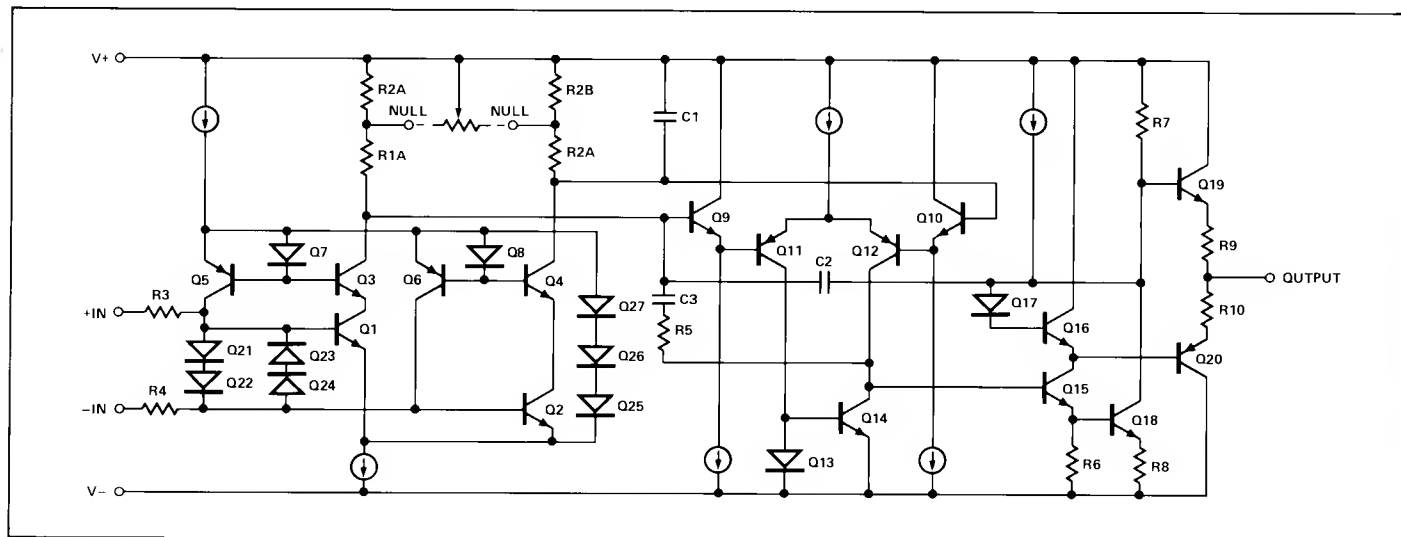 V+
R2A
R2B
NULL
NULL
C1
R7
R1A
R2A
Q19
Q9
Q10
Q7
Q8
Q11
Q12
C2
R9
Q5
Q3
Q6
Q4
QUTPUT
R3
Q27
C3
Q17
R10
+IN
Q1
R5
Q16
Q21
Q23
Q26
Q20
Q22
Q24
R4
Q15
-IN
Q2
Q25
Q14
Q18
Q13
R6
R8
V-